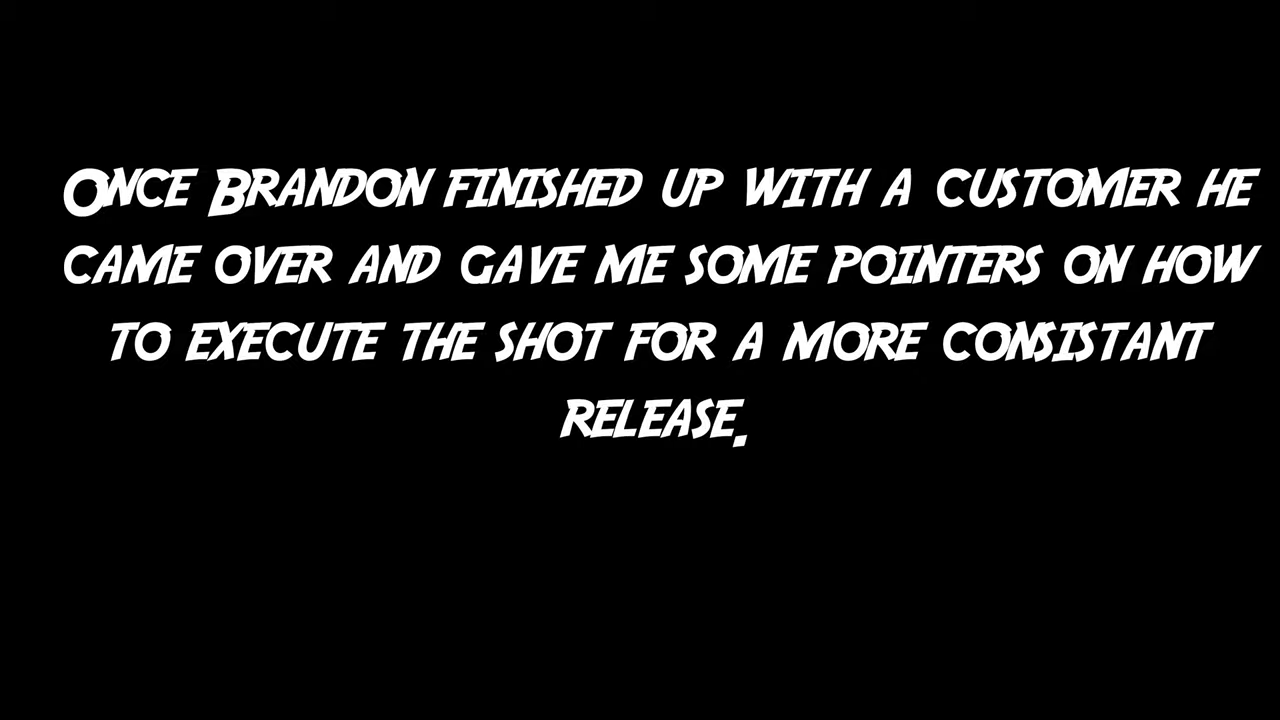 Once Brandon finished up with a customer he
came over and gave me some pointers on how
to execute the shot for a more consistant
release.